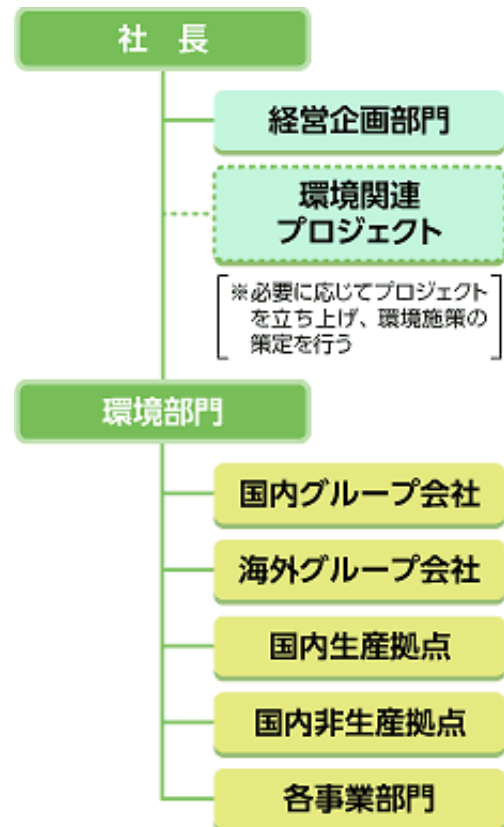 社　長
経営企画部門
環境関連
プロジェクト
※必要に応じてプロジェクト
を立ち上げ、環境施策の
策定を行う
環境部門
国内グループ会社
海外グループ会社
国内生産拠点
国内非生産拠点
各事業部門